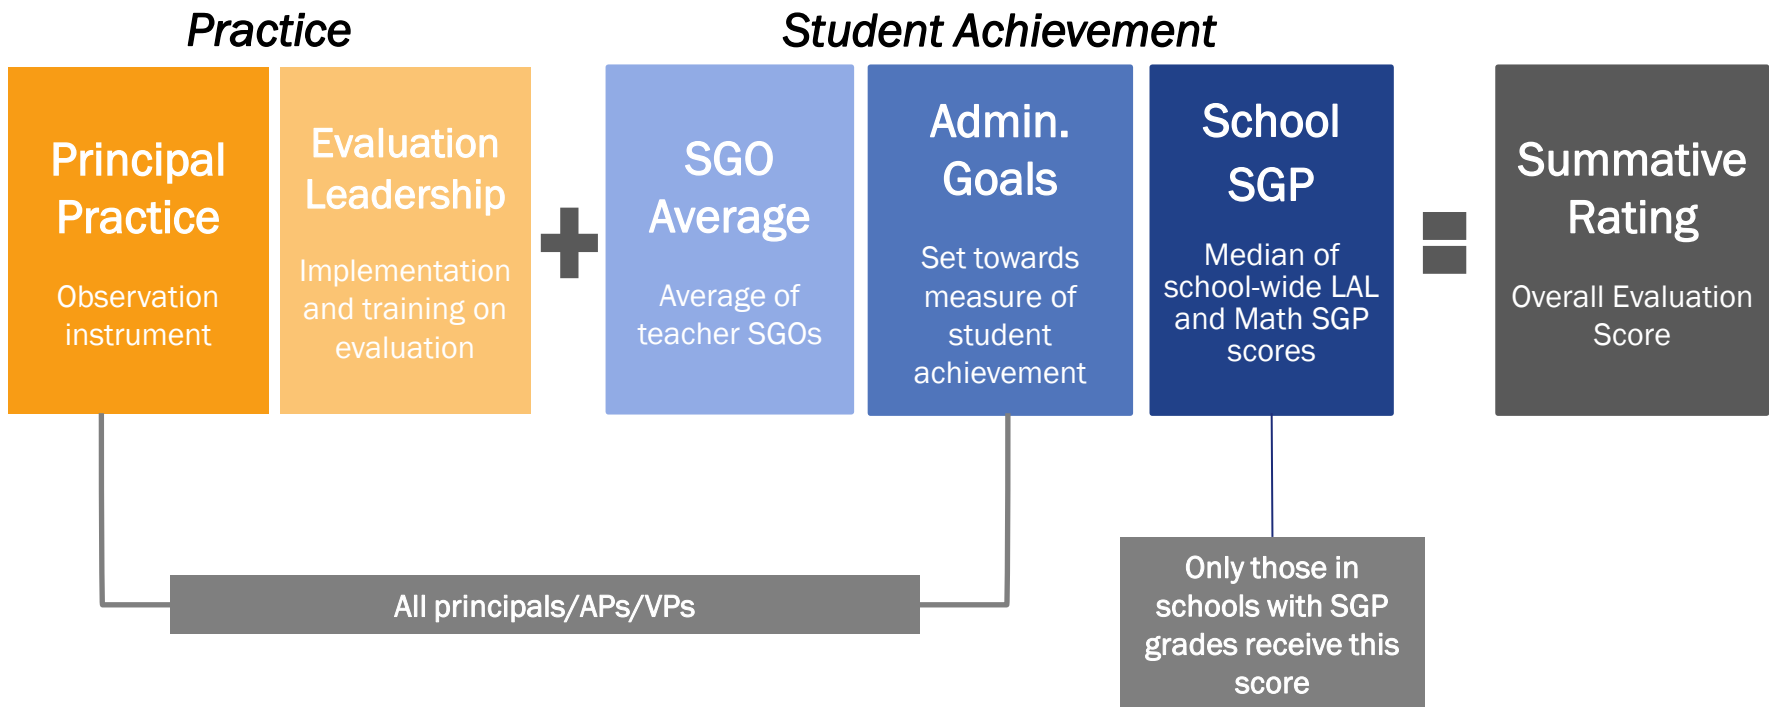 Practice
Student Achievement
Principal
Practice
Observation
instrument
Evaluation
Leadership
Implementation
and training on
evaluation
SGO
Average
Average of
teacher SGOs
Admin.
Goals
Set towards
measure of
student
achievement
School
SGP
Median of
school-wide LAL
and Math SGP
scores
Summative
Rating
Overall Evaluation
Score
All principals/APs/VPs
Only those in
schools with SGP
grades receive this
score